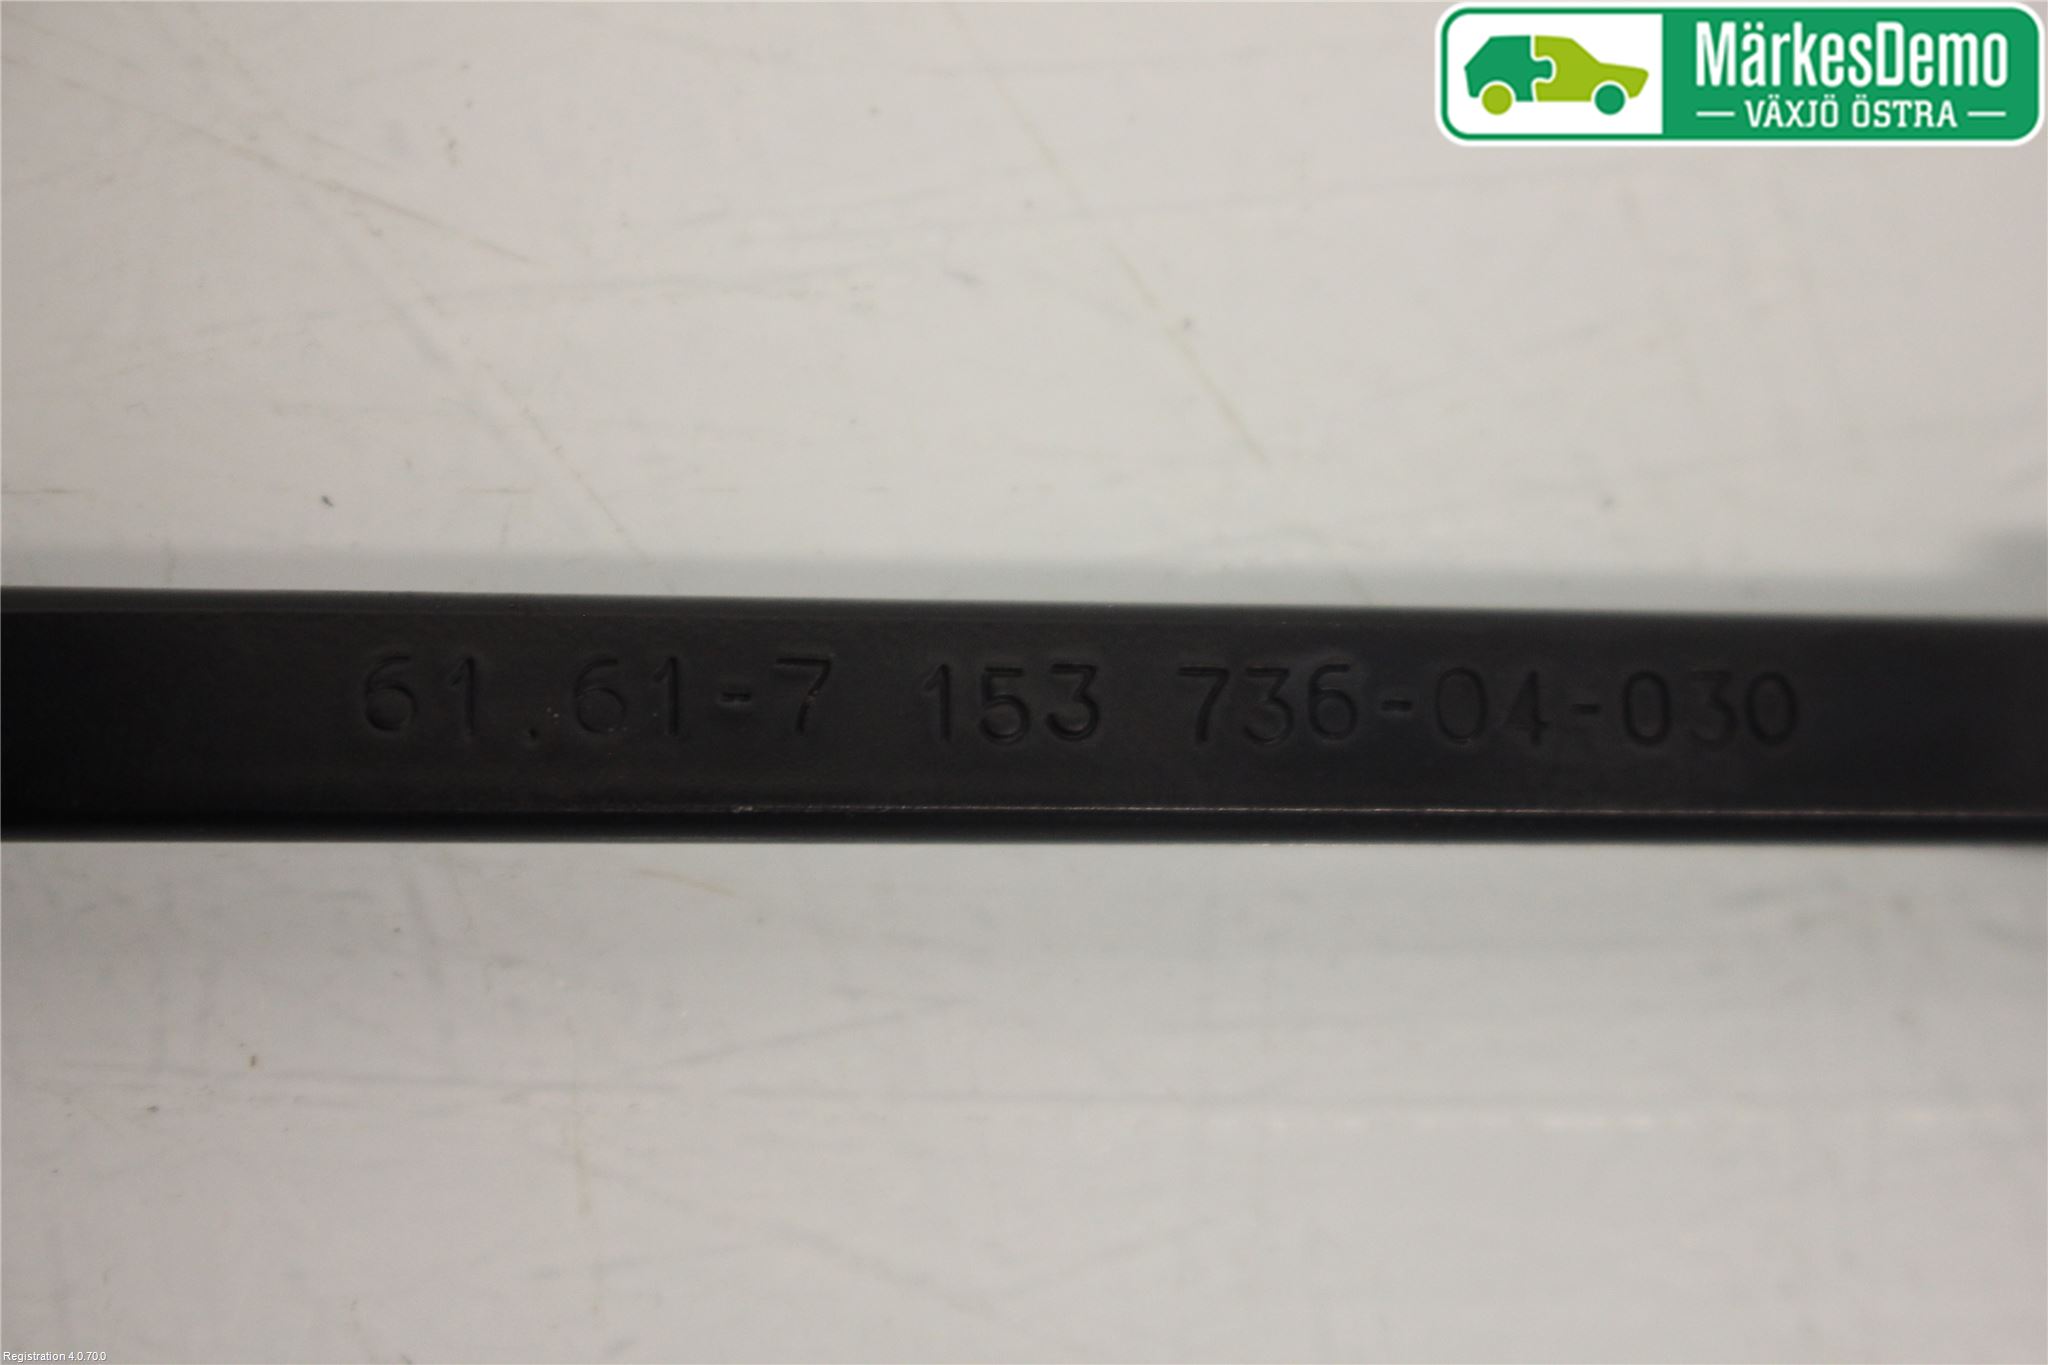 MärkesDemo
— VÄXJÖ ÖSTRA —
61.61-7 153 736-04-030
Registration 4.0.70.0